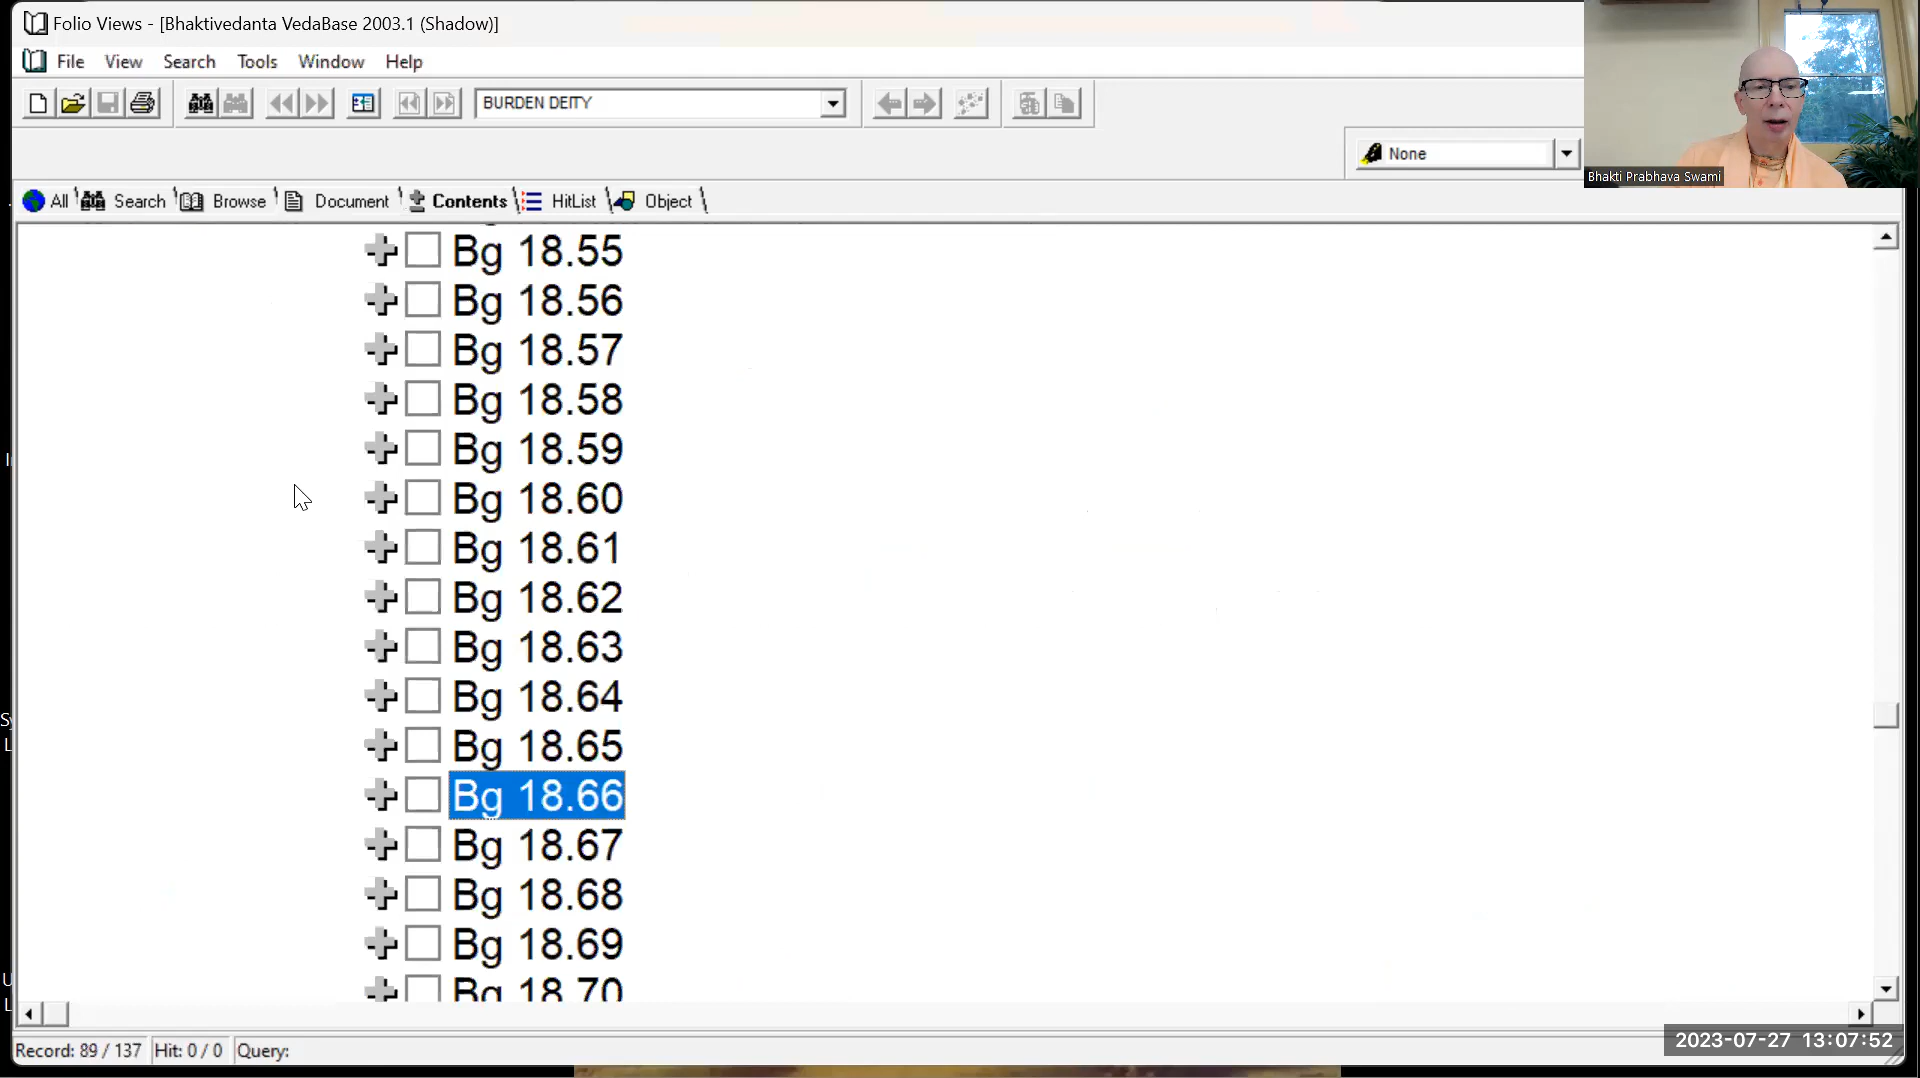 Folio Views - [Bhaktivedanta VedaBase 2003.1 (Shadow)]
File View Search Tools Window Help
BURDEN DEITY
None
Bhakti Prabhava Swami
All Search Browse Document Contents HitList Object
Bg 18.55
Bg 18.56
Bg 18.57
Bg 18.58
Bg 18.59
Bg 18.60
Bg 18.61
Bg 18.62
Bg 18.63
Bg 18.64
Bg 18.65
Bg 18.66
Bg 18.67
Bg 18.68
Bg 18.69
Bg 18.70
2023-07-27 13:07:52
Record: 89 / 137 Hit: 0 / 0 Query: